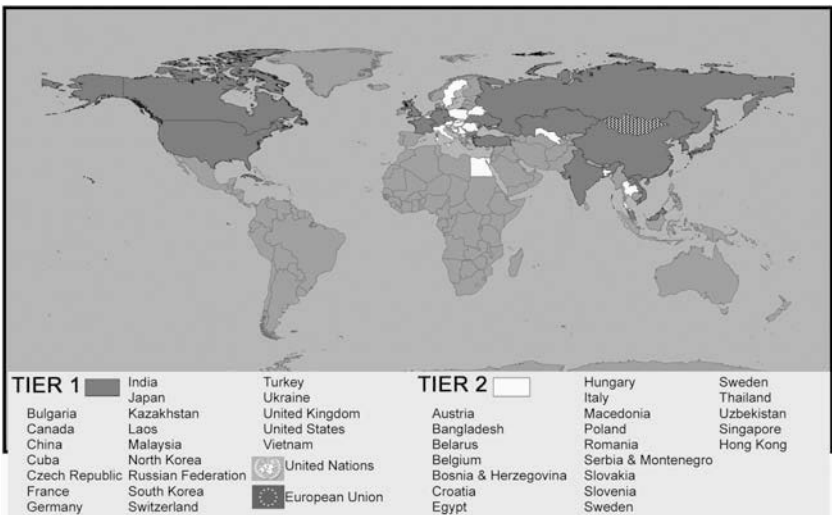 TIER 1
Bulgaria
Canada
China
Cuba
Czech Republic
France
Germany
India
Japan
Kazakhstan
Laos
Malaysia
North Korea
Russian Federation
South Korea
Switzerland
Turkey
Ukraine
United Kingdom
United States
Vietnam
United Nations
European Union
TIER 2
Austria
Bangladesh
Belarus
Belgium
Bosnia & Herzegovina
Croatia
Egypt
Hungary
Italy
Macedonia
Poland
Romania
Serbia & Montenegro
Slovakia
Slovenia
Sweden
Sweden
Thailand
Uzbekistan
Singapore
Hong Kong